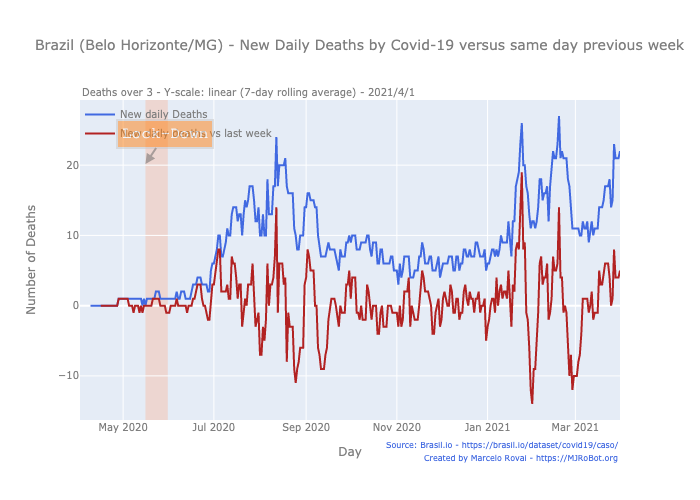 Brazil (Belo Horizonte/MG) - New Daily Deaths by Covid-19 versus same day previous week
Deaths over 3 - Y-scale: linear (7-day rolling average) - 2021/4/1
New daily Deaths
New daily Deaths vs last week
20
10
0
−10
Number of Deaths
May 2020
Jul 2020
Sep 2020
Nov 2020
Jan 2021
Mar 2021
Day
Source: Brasil.io - https://brasil.io/dataset/covid19/caso/
Created by Marcelo Rovai - https://MJRoBot.org